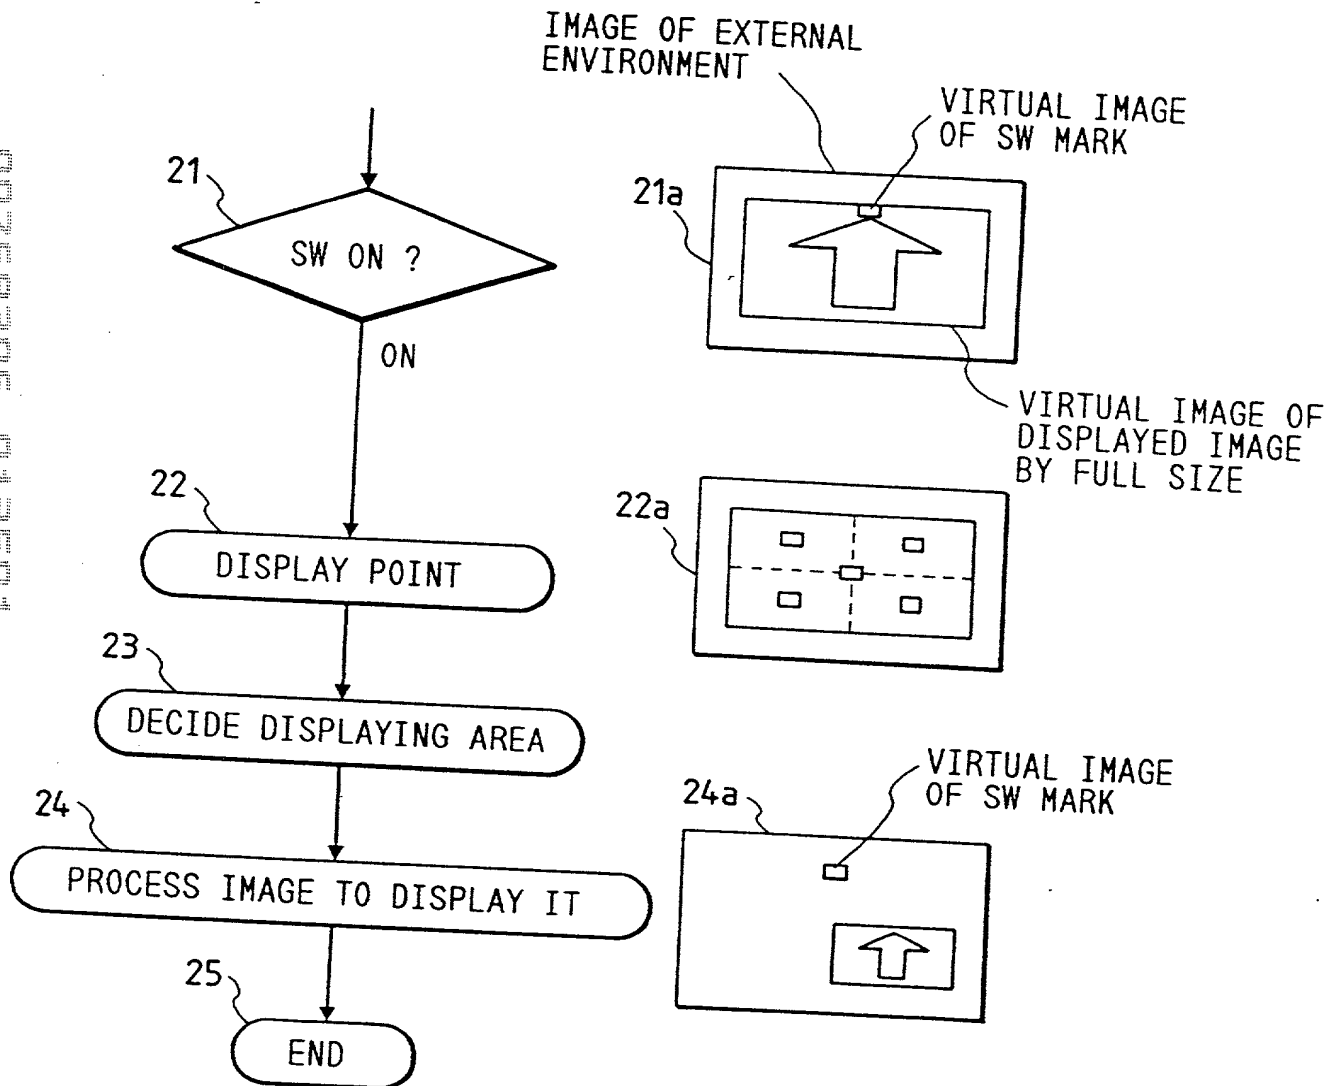 IMAGE OF EXTERNAL
ENVIRONMENT
VIRTUAL IMAGE
OF SW MARK
21
21a
SW ON ?
ON
VIRTUAL IMAGE OF
DISPLAYED IMAGE
BY FULL SIZE
22
22a
DISPLAY POINT
23
DECIDE DISPLAYING AREA
VIRTUAL IMAGE
OF SW MARK
24
24a
PROCESS IMAGE TO DISPLAY IT
25
END